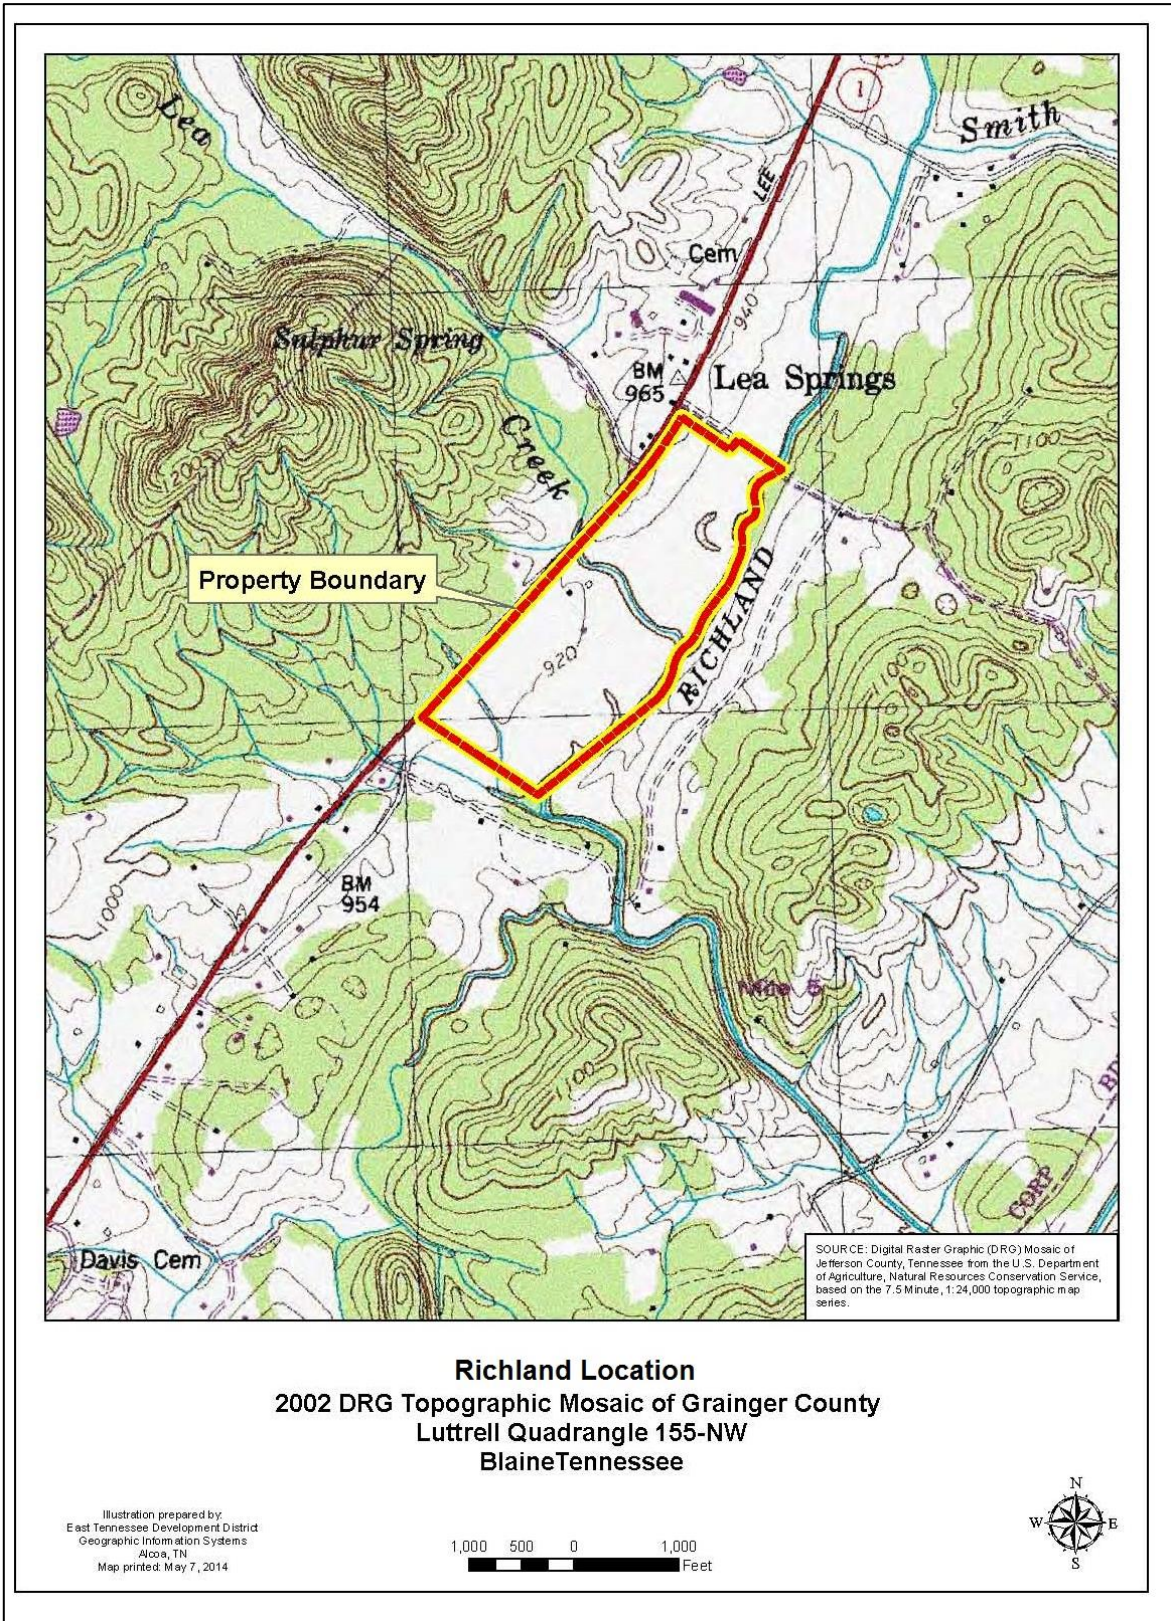 1
Smith
Lea
LEE
Cem
940
Sulphur Spring
BM
965
Lea Springs
1100
Creek
Property Boundary
RICHLAND
920
BM
954
1000
Mine 5
1100
CORP
BD
Davis Cem
SOURCE: Digital Raster Graphic (DRG) Mosaic of
Jefferson County, Tennessee from the U.S. Department
of Agriculture, Natural Resources Conservation Service,
based on the 7.5 Minute, 1:24,000 topographic map
series.
Richland Location
2002 DRG Topographic Mosaic of Grainger County
Luttrell Quadrangle 155-NW
BlaineTennessee
Illustration prepared by:
East Tennessee Development District
Geographic Information Systems
Alcoa, TN
Map printed: May 7, 2014
1,000 500 0 1,000
Feet
N
W E
S